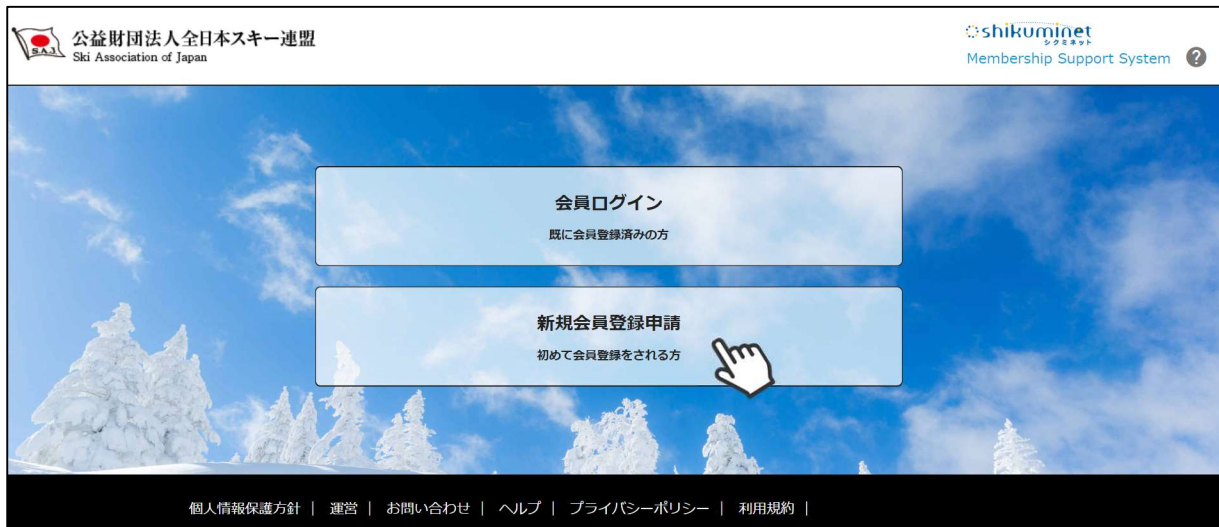 公益財団法人全日本スキー連盟
S.A.J.
Ski Association of Japan
shikuminet
シクミネット
Membership Support System ?
会員ログイン
既に会員登録済みの方
新規会員登録申請
初めて会員登録をされる方
個人情報保護方針 | 運営 | お問い合わせ | ヘルプ | プライバシーポリシー | 利用規約 |